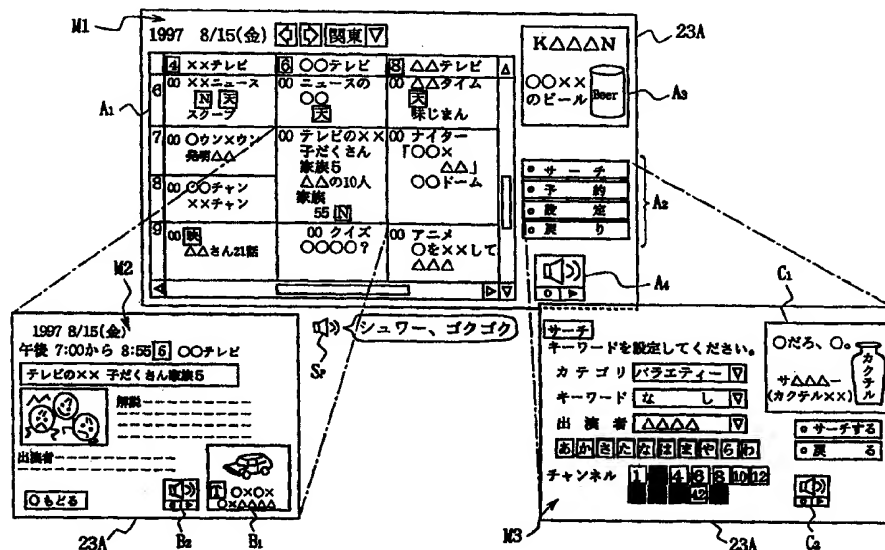 M1
1997 8/15(金) 関東
23A
A1
4 ××テレビ 6 ○○テレビ 8 △△テレビ
6
00 ××ニュース
N 天
スクープ
00 ニュースの
○○
天
00 △△タイム
天
味じまん
7
00 ○ウン×ウン
発明△△
00 テレビの××
子だくさん
家族5
△△の10人
家族
55 N
00 ナイター
「○○×
△△」
○○ドーム
8
00 ○○チャン
××チャン
9
00 映
△△さん21話
00 クイズ
○○○○?
00 アニメ
○を××して
△△△
K△△△N
○○××
のビール
Beer
A3
サーチ
予約
設定
戻り
A2
A4
M2
1997 8/15(金)
午後 7:00から 8:55 6 ○○テレビ
テレビの×× 子だくさん家族5
解説
出演者
○もどる
T ○×○×
○×△△△△
23A
B2
B1
シュワー、ゴクゴク
SP
C1
サーチ
キーワードを設定してください。
カテゴリ バラエティー
キーワード なし
出演者 △△△△
あ か さ た な は ま や ら わ
チャンネル 1 4 6 8 10 12
42
○だろ、○。
サ△△△ー
(カクテル××)
カクテル
サーチする
戻る
M3
23A
C2